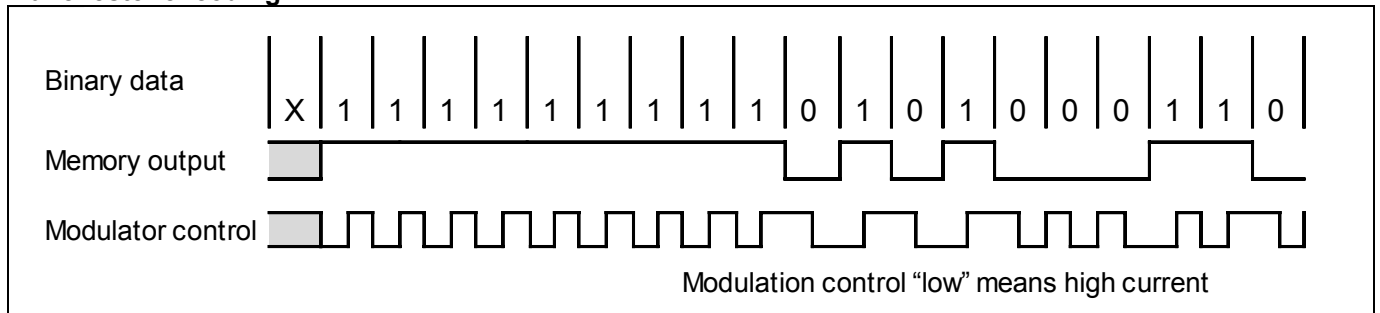 Binary data
X 1 1 1 1 1 1 1 1 1 0 1 0 1 0 0 0 1 1 0
Memory output
Modulator control
Modulation control “low” means high current